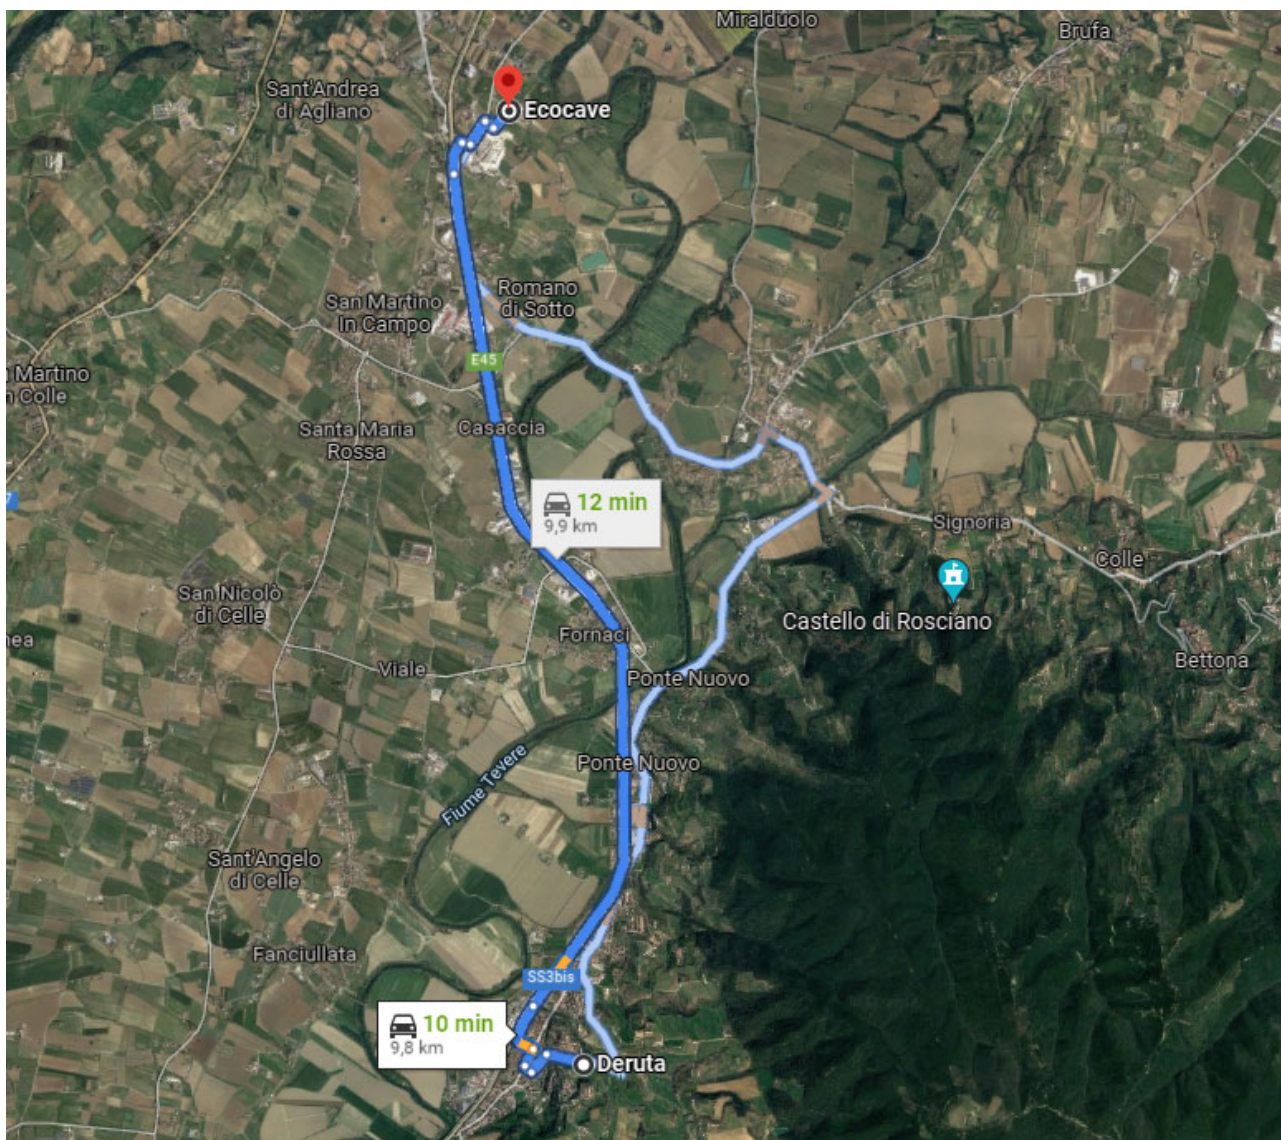 Miralduolo
Brufa
Sant'Andrea
di Agliano
Ecocave
Romano
di Sotto
San Martino
In Campo
E45
Martino
Colle
Santa Maria
Rossa
Casaccia
12 min
9,9 km
7
Signoria
Colle
San Nicolò
di Celle
Castello di Rosciano
Fornaci
Bettona
Viale
Ponte Nuovo
Ponte Nuovo
Fiume Tevere
Sant'Angelo
di Celle
Fanciullata
SS3bis
10 min
9,8 km
Deruta